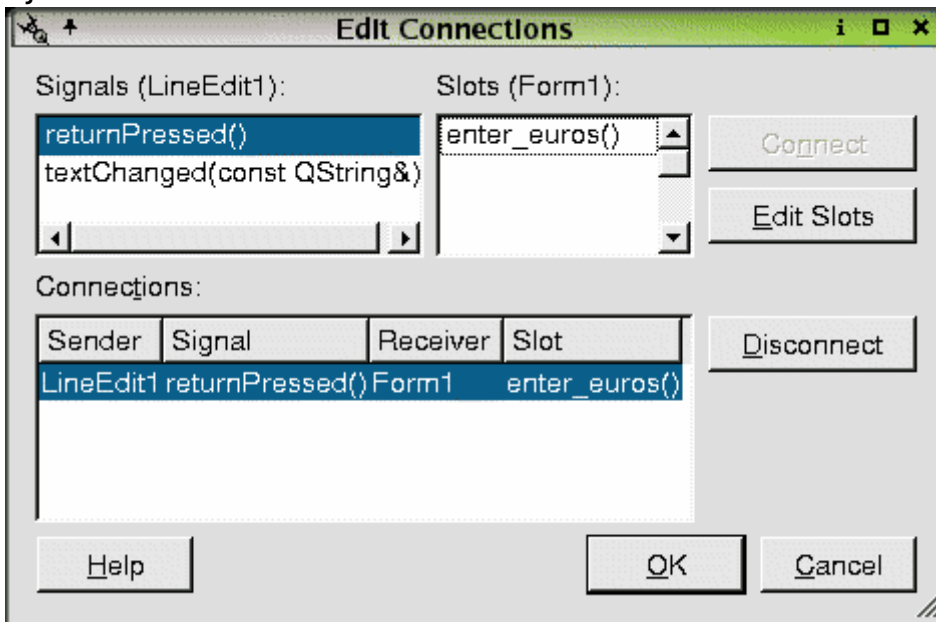 Edit Connections
Signals (LineEdit1):
Slots (Form1):
returnPressed()
textChanged(const QString&)
enter_euros()
Connect
Edit Slots
Connections:
Sender Signal Receiver Slot
LineEdit1 returnPressed() Form1 enter_euros()
Disconnect
Help
OK
Cancel